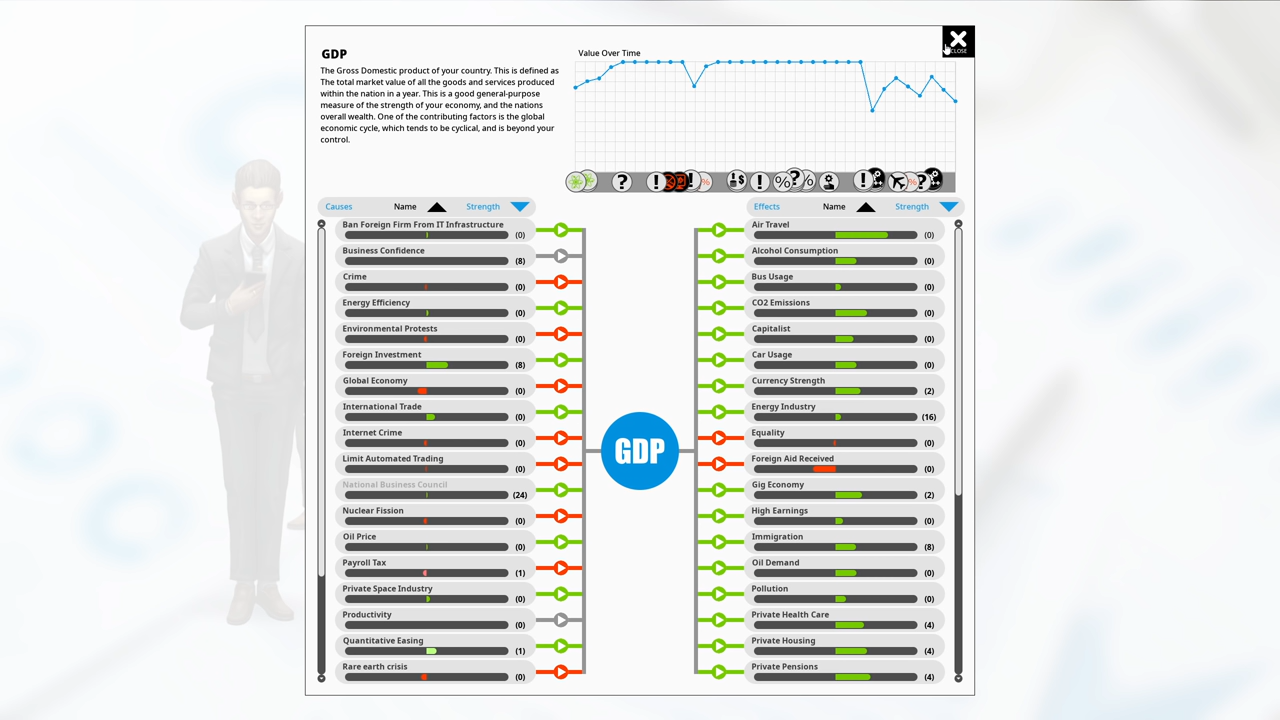 GDP
The Gross Domestic product of your country. This is defined as
The total market value of all the goods and services produced
within the nation in a year. This is a good general-purpose
measure of the strength of your economy, and the nations
overall wealth. One of the contributing factors is the global
economic cycle, which tends to be cyclical, and is beyond your
control.
Value Over Time
CLOSE
Causes Name Strength
Ban Foreign Firm From IT Infrastructure
(0)
Business Confidence
(8)
Crime
(0)
Energy Efficiency
(0)
Environmental Protests
(0)
Foreign Investment
(8)
Global Economy
(0)
International Trade
(0)
Internet Crime
(0)
Limit Automated Trading
(0)
National Business Council
(24)
Nuclear Fission
(0)
Oil Price
(0)
Payroll Tax
(1)
Private Space Industry
(0)
Productivity
(0)
Quantitative Easing
(1)
Rare earth crisis
(0)
GDP
Effects Name Strength
Air Travel
(0)
Alcohol Consumption
(0)
Bus Usage
(0)
CO2 Emissions
(0)
Capitalist
(0)
Car Usage
(0)
Currency Strength
(2)
Energy Industry
(16)
Equality
(0)
Foreign Aid Received
(0)
Gig Economy
(2)
High Earnings
(0)
Immigration
(8)
Oil Demand
(0)
Pollution
(0)
Private Health Care
(4)
Private Housing
(4)
Private Pensions
(4)